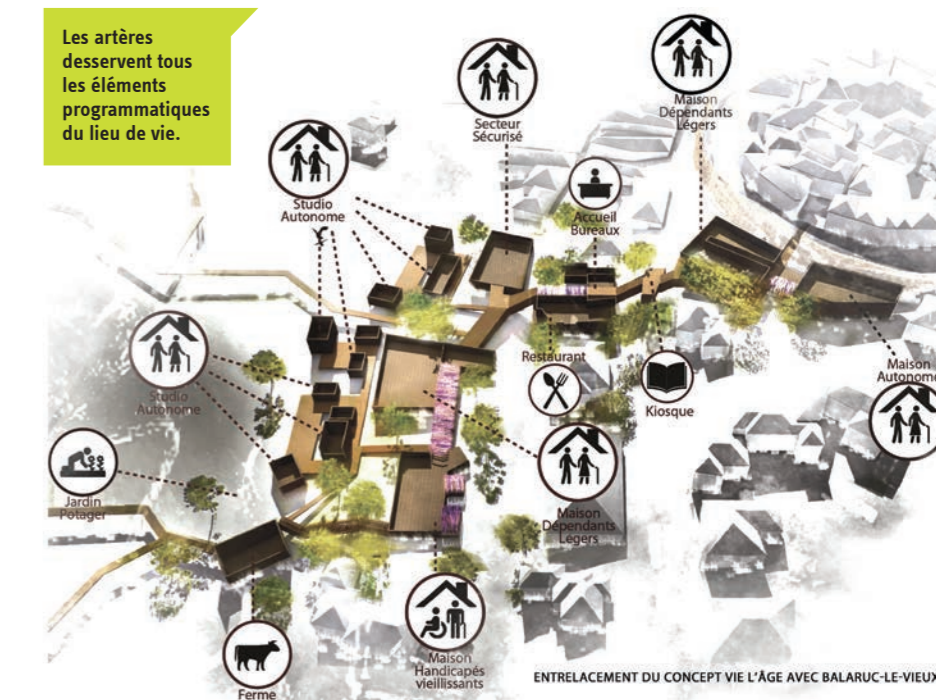 Les artères
desservent tous
les éléments
programmatiques
du lieu de vie.
Secteur
Sécurisé
Maison
Dépendants
Légers
Studio
Autonome
Accueil
Bureaux
Restaurant
Kiosque
Maison
Autonome
Studio
Autonome
Jardin
Potager
Maison
Dépendants
Légers
Maison
Handicapés
vieillissants
Ferme
ENTRELACEMENT DU CONCEPT VIE L'ÂGE AVEC BALARUC-LE-VIEUX